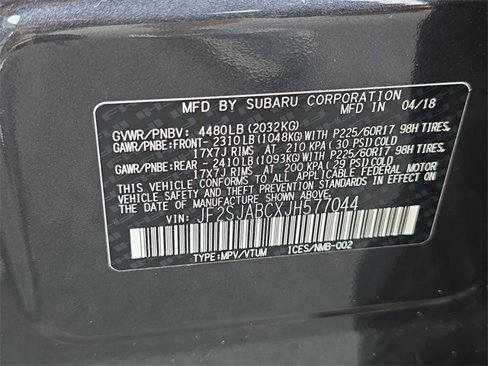 MFD BY SUBARU CORPORATION IN 04/18
GVWR/PNBV: 4480LB (2032KG)
GAWR/PNBE:FRONT- 2310LB (1048KG) WITH P225/60R17 98H TIRES,
17X7J RIMS AT 210 KPA (30 PSI) COLD
GAWR/PNBE:REAR - 2410LB (1093KG) WITH P225/60R17 98H TIRES,
17X7J RIMS AT 200 KPA (29 PSI) COLD
THIS VEHICLE CONFORMS TO ALL APPLICABLE FEDERAL MOTOR
VEHICLE SAFETY AND THEFT PREVENTION STANDARDS IN EFFECT
ON THE DATE OF MANUFACTURE SHOWN ABOVE.
VIN: JF2SJABCXJH577044
TYPE:MPV/VTUM ICES/NMB-002